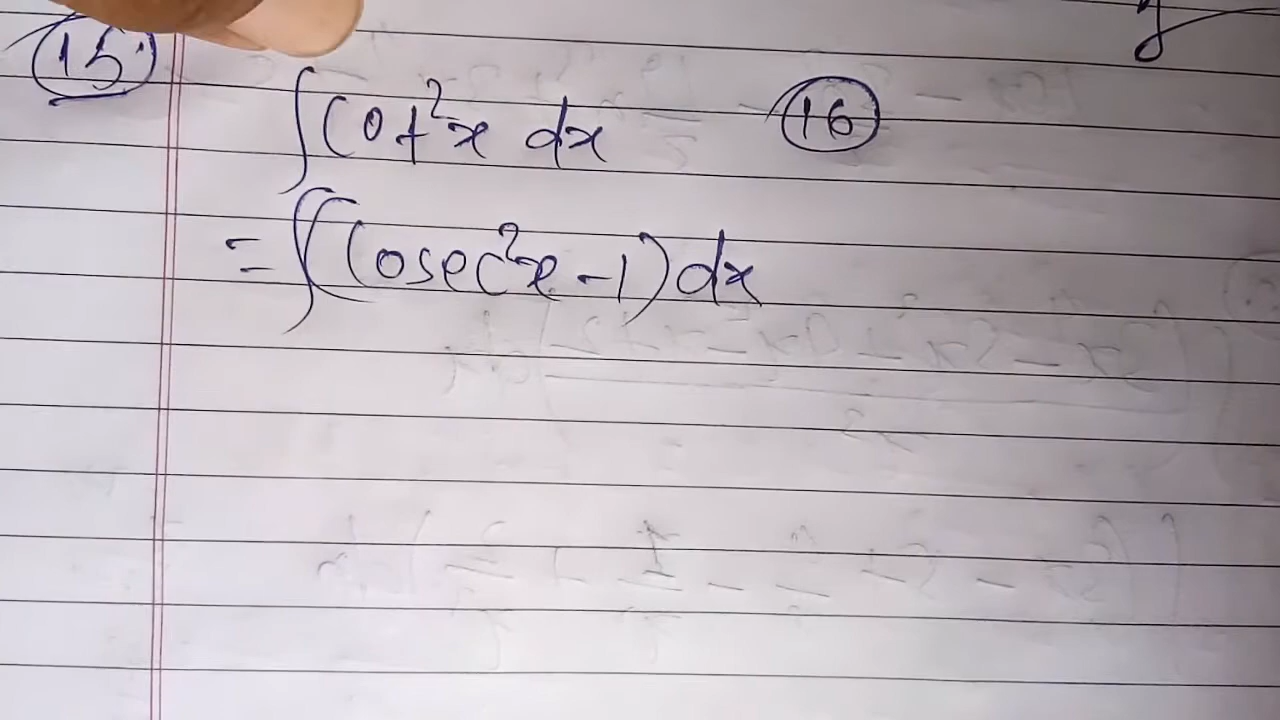 15.
∫ Cot²x dx
16
= ∫ (Cosec²x - 1) dx